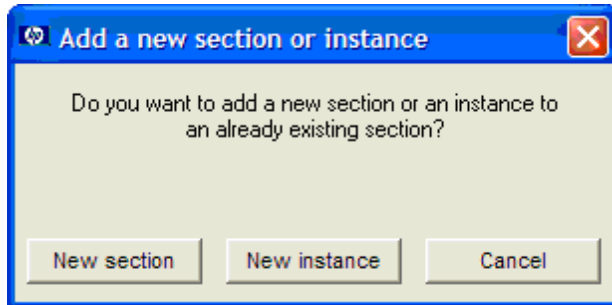 Add a new section or instance
Do you want to add a new section or an instance to
an already existing section?
New section
New instance
Cancel